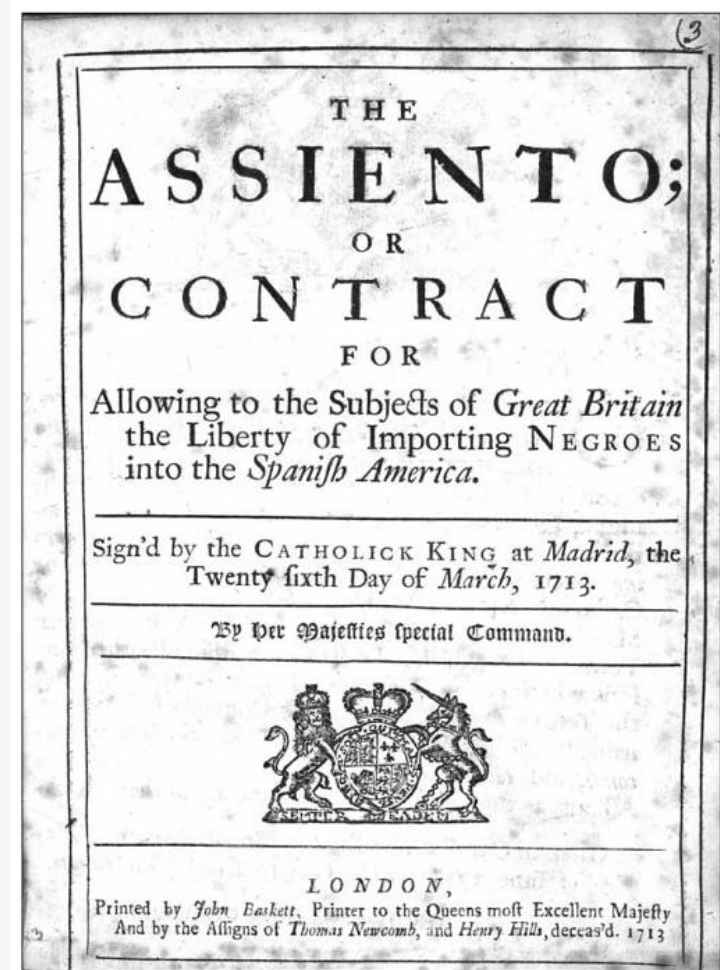 (3
THE
ASSIENTO;
OR
CONTRACT
FOR
Allowing to the Subjects of Great Britain
the Liberty of Importing NEGROES
into the Spaniſh America.
Sign'd by the CATHOLICK KING at Madrid, the
Twenty ſixth Day of March, 1713.
By Her Majeſties ſpecial Command.
SEMPER EADEM
LONDON,
Printed by John Baskett, Printer to the Queens moſt Excellent Majeſty
And by the Aſſigns of Thomas Newcomb, and Henry Hills, deceas'd. 1713